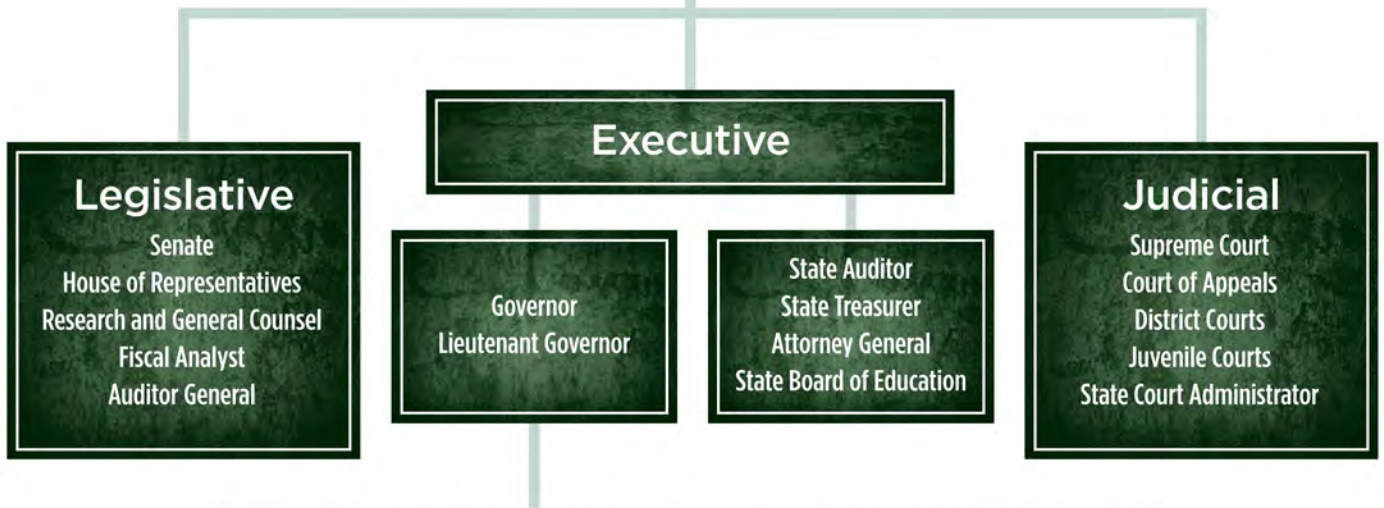 Executive
Legislative
Senate
House of Representatives
Research and General Counsel
Fiscal Analyst
Auditor General
Governor
Lieutenant Governor
State Auditor
State Treasurer
Attorney General
State Board of Education
Judicial
Supreme Court
Court of Appeals
District Courts
Juvenile Courts
State Court Administrator